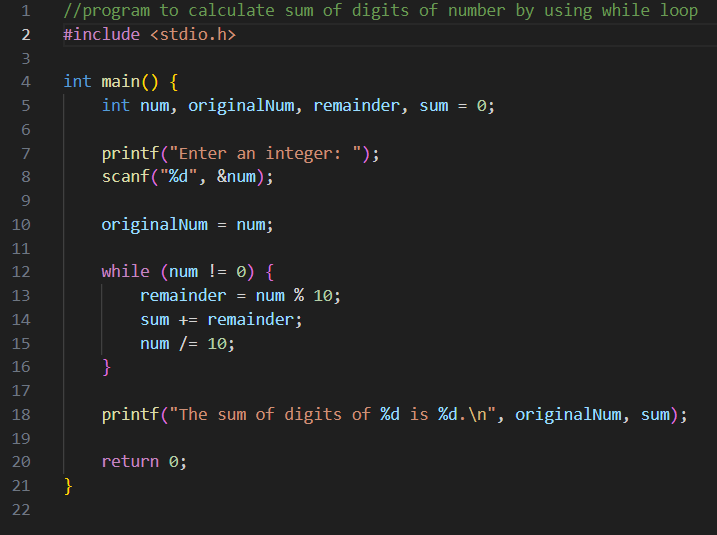 1 //program to calculate sum of digits of number by using while loop
2 #include <stdio.h>
3
4 int main() {
5     int num, originalNum, remainder, sum = 0;
6
7     printf("Enter an integer: ");
8     scanf("%d", &num);
9
10     originalNum = num;
11
12     while (num != 0) {
13         remainder = num % 10;
14         sum += remainder;
15         num /= 10;
16     }
17
18     printf("The sum of digits of %d is %d.\n", originalNum, sum);
19
20     return 0;
21 }
22